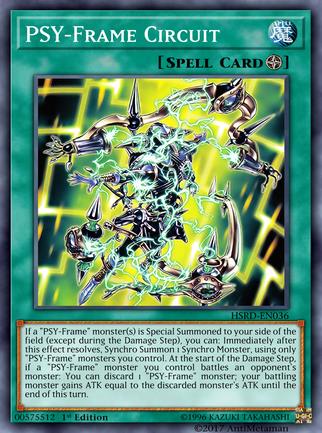 PSY-Frame Circuit
[Spell Card]
HSRD-EN036
If a "PSY-Frame" monster(s) is Special Summoned to your side of the
field (except during the Damage Step), you can: Immediately after
this effect resolves, Synchro Summon 1 Synchro Monster, using only
"PSY-Frame" monsters you control. At the start of the Damage Step,
if a "PSY-Frame" monster you control battles an opponent's
monster: You can discard 1 "PSY-Frame" monster; your battling
monster gains ATK equal to the discarded monster's ATK until the
end of this turn.
00575512 1st Edition ©1996 KAZUKI TAKAHASHI
©2017 AntiMetaman